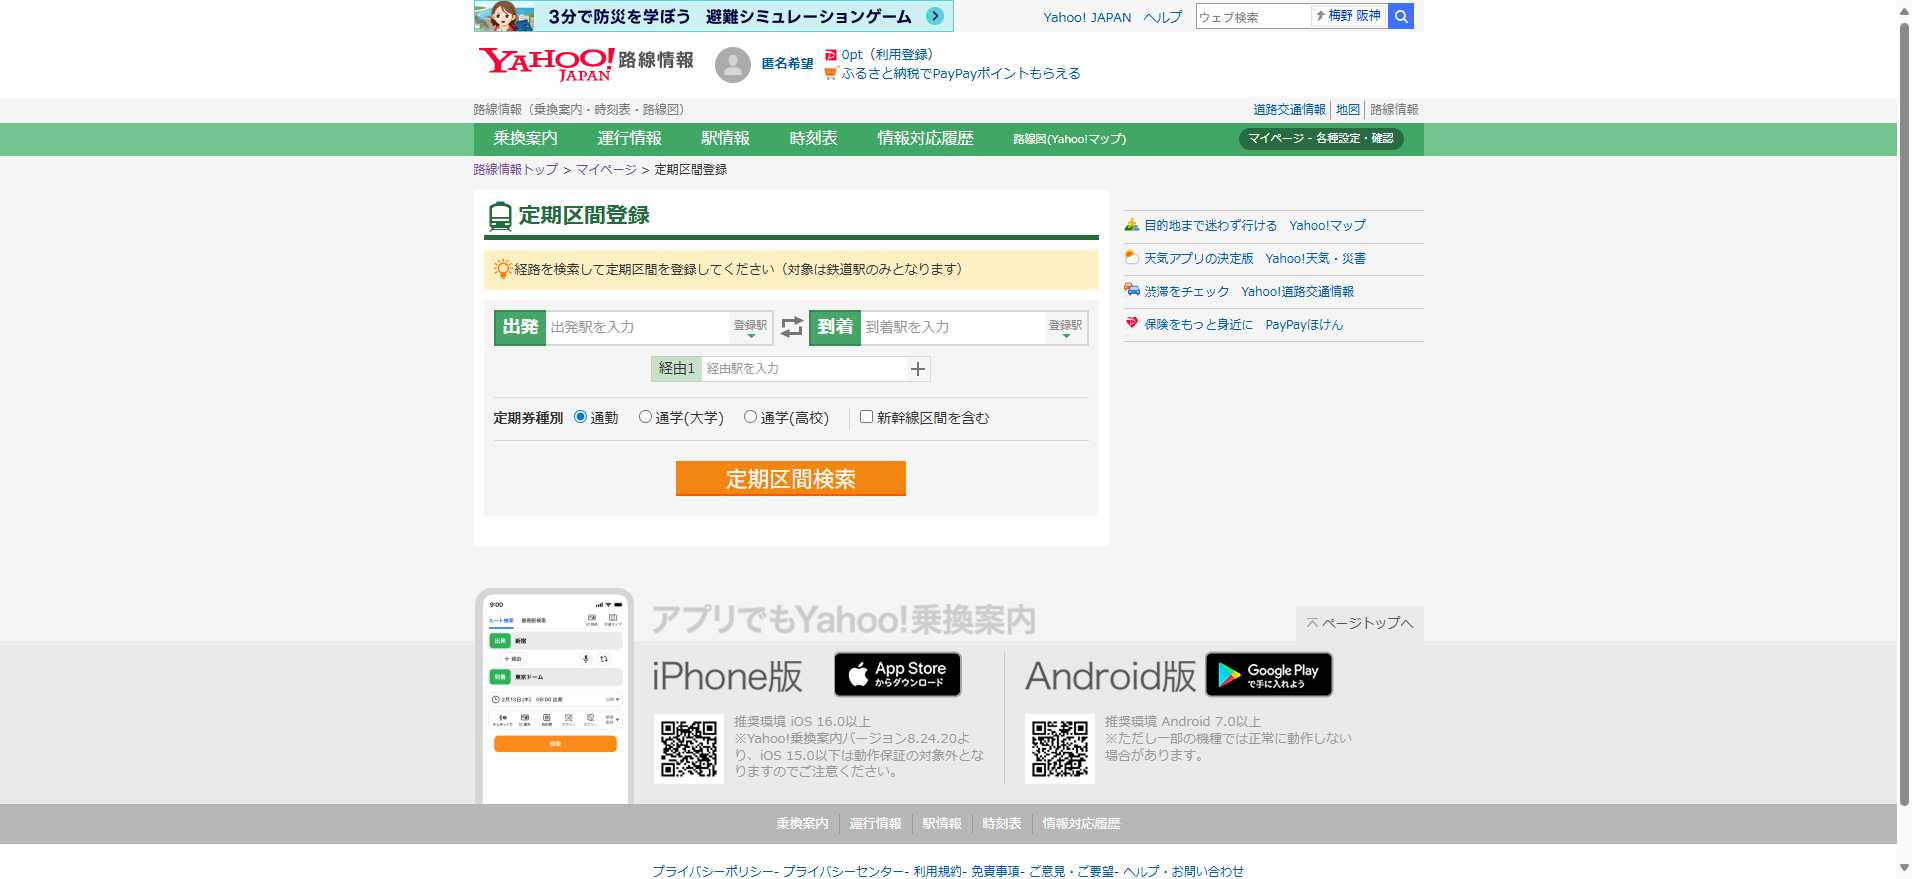 3分で防災を学ぼう 避難シミュレーションゲーム
Yahoo! JAPAN ヘルプ
ウェブ検索
梅野 阪神
YAHOO! JAPAN 路線情報
匿名希望
0pt（利用登録）
ふるさと納税でPayPayポイントもらえる
路線情報（乗換案内・時刻表・路線図）
道路交通情報 地図 路線情報
乗換案内 運行情報 駅情報 時刻表 情報対応履歴 路線図(Yahoo!マップ) マイページ - 各種設定・確認
路線情報トップ > マイページ > 定期区間登録
定期区間登録
経路を検索して定期区間を登録してください（対象は鉄道駅のみとなります）
出発 出発駅を入力 登録駅 到着 到着駅を入力 登録駅
経由1 経由駅を入力
定期券種別 通勤 通学(大学) 通学(高校) 新幹線区間を含む
定期区間検索
目的地まで迷わず行ける Yahoo!マップ
天気アプリの決定版 Yahoo!天気・災害
渋滞をチェック Yahoo!道路交通情報
保険をもっと身近に PayPayほけん
アプリでもYahoo!乗換案内
ページトップへ
9:00
ルート検索
出発 新宿
+ 経由
到着 東京ドーム
検索
iPhone版
App Store
からダウンロード
推奨環境 iOS 16.0以上
※Yahoo!乗換案内バージョン8.24.20よ
り、iOS 15.0以下は動作保証の対象外とな
りますのでご注意ください。
Android版
Google Play
で手に入れよう
推奨環境 Android 7.0以上
※ただし一部の機種では正常に動作しない
場合があります。
乗換案内 運行情報 駅情報 時刻表 情報対応履歴
プライバシーポリシー- プライバシーセンター- 利用規約- 免責事項- ご意見・ご要望- ヘルプ・お問い合わせ